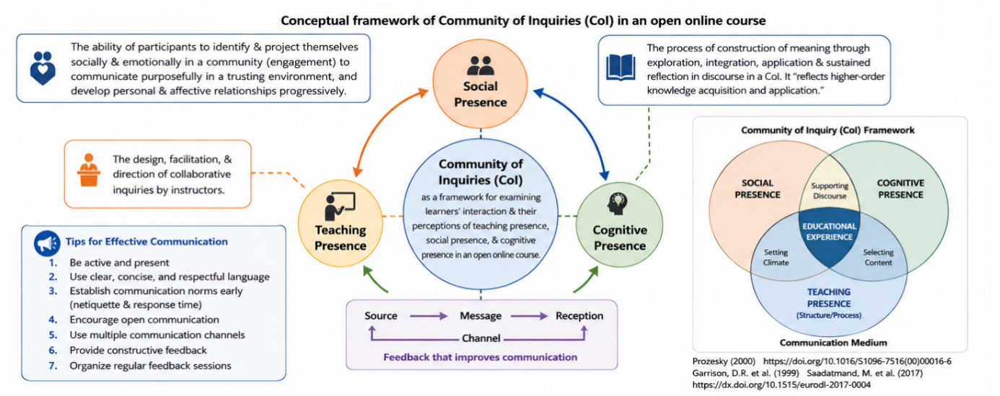 Conceptual framework of Community of Inquiries (CoI) in an open online course
The ability of participants to identify & project themselves
socially & emotionally in a community (engagement) to
communicate purposefully in a trusting environment, and
develop personal & affective relationships progressively.
Social
Presence
The process of construction of meaning through
exploration, integration, application & sustained
reflection in discourse in a CoI. It “reflects higher-order
knowledge acquisition and application.”
The design, facilitation, &
direction of collaborative
inquiries by instructors.
Teaching
Presence
Community of
Inquiries (CoI)
as a framework for examining
learners' interaction & their
perceptions of teaching presence,
social presence, & cognitive
presence in an open online course.
Cognitive
Presence
Tips for Effective Communication
1. Be active and present
2. Use clear, concise, and respectful language
3. Establish communication norms early
(netiquette & response time)
4. Encourage open communication
5. Use multiple communication channels
6. Provide constructive feedback
7. Organize regular feedback sessions
Source Message Reception
Channel
Feedback that improves communication
Community of Inquiry (CoI) Framework
SOCIAL
PRESENCE
Supporting
Discourse
COGNITIVE
PRESENCE
EDUCATIONAL
EXPERIENCE
Setting
Climate
Selecting
Content
TEACHING
PRESENCE
(Structure/Process)
Communication Medium
Prozesky (2000) https://doi.org/10.1016/S1096-7516(00)00016-6
Garrison, D.R. et al. (1999) Saadatmand, M. et al. (2017)
https://dx.doi.org/10.1515/eurodl-2017-0004